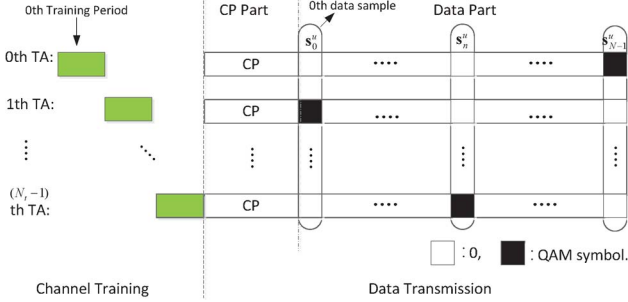 0th Training Period
CP Part
0th data sample
Data Part
0th TA:
CP
s_0^u
....
s_n^u
....
s_{N-1}^u
1th TA:
CP
....
....
(N_t −1)
th TA:
CP
....
....
: 0,
: QAM symbol.
Channel Training
Data Transmission